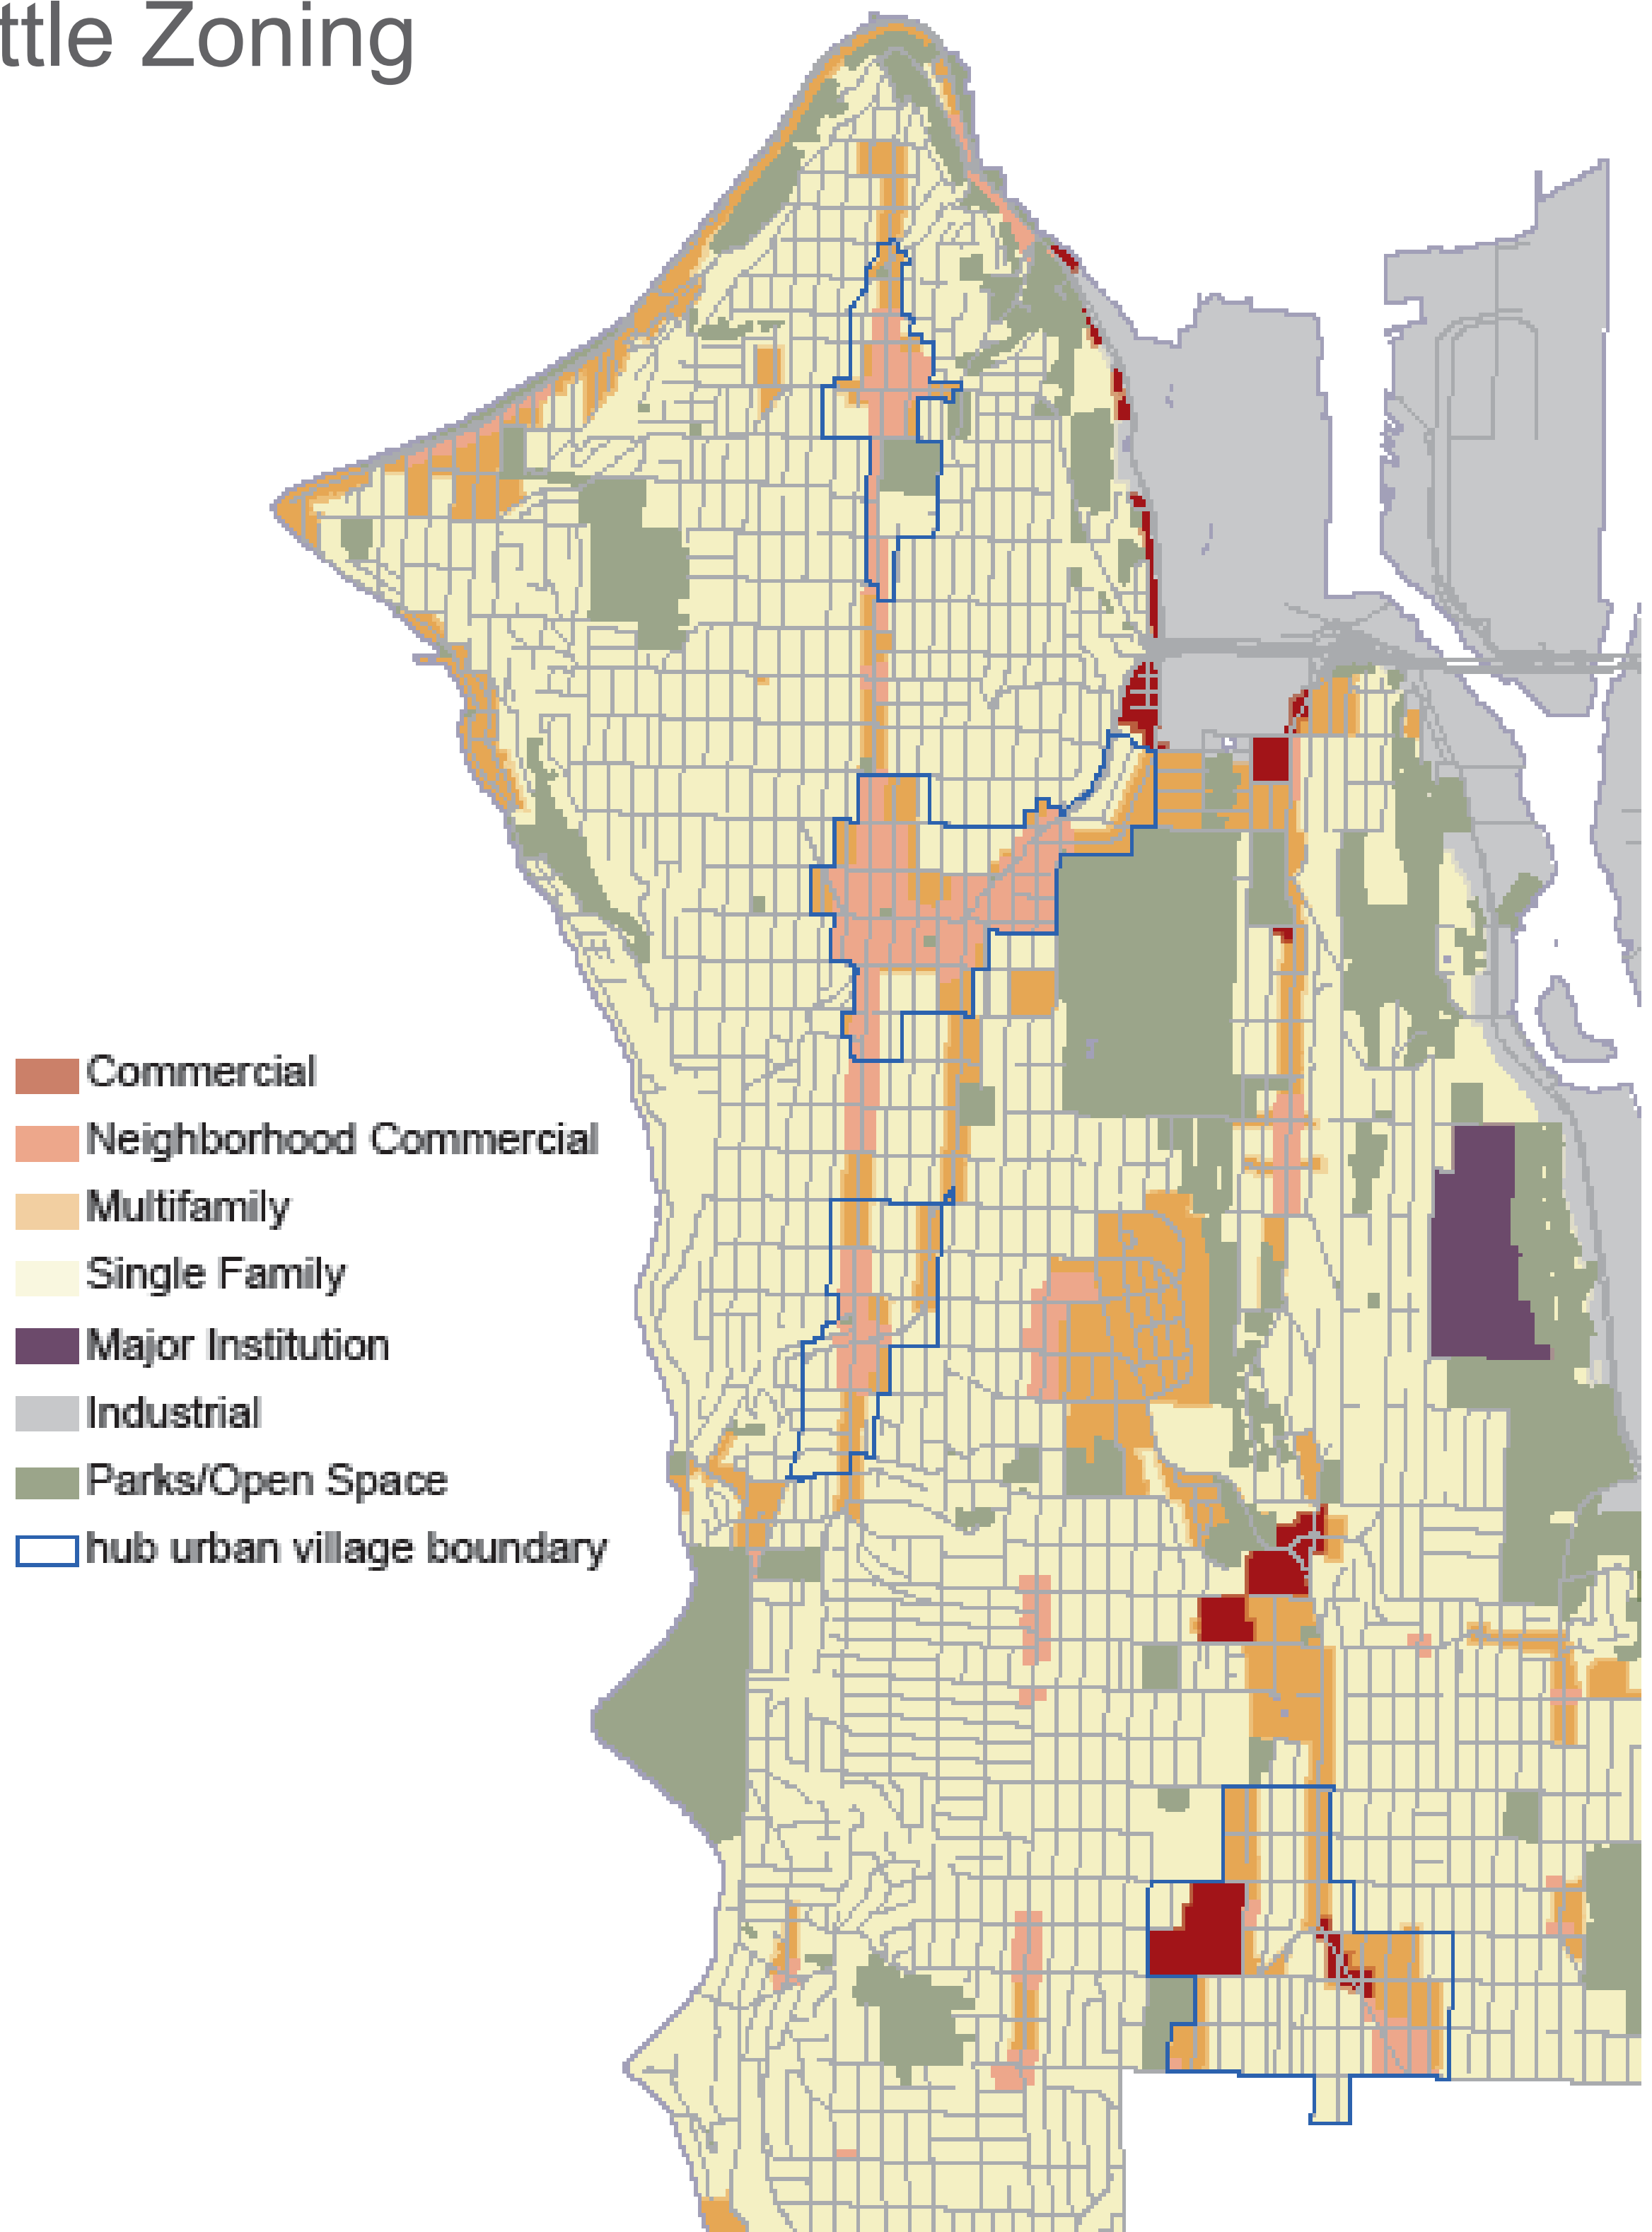 ttle Zoning
Commercial
Neighborhood Commercial
Multifamily
Single Family
Major Institution
Industrial
Parks/Open Space
hub urban village boundary